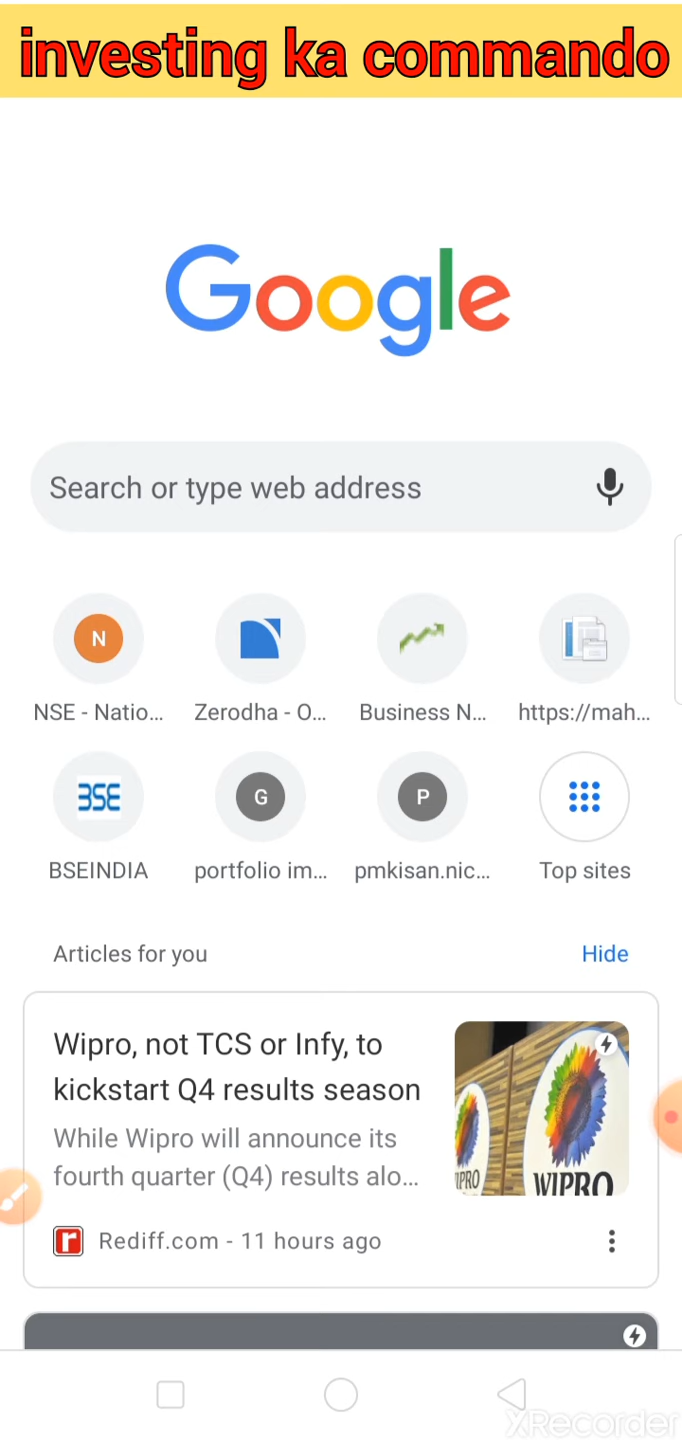 investing ka commando
Google
Search or type web address
N
NSE - Natio...
Zerodha - O...
Business N...
https://mah...
BSE
G
P
BSEINDIA
portfolio im...
pmkisan.nic...
Top sites
Articles for you
Hide
Wipro, not TCS or Infy, to
kickstart Q4 results season
While Wipro will announce its
fourth quarter (Q4) results alo...
IPRO
WIPRO
r
Rediff.com - 11 hours ago
XRecorder